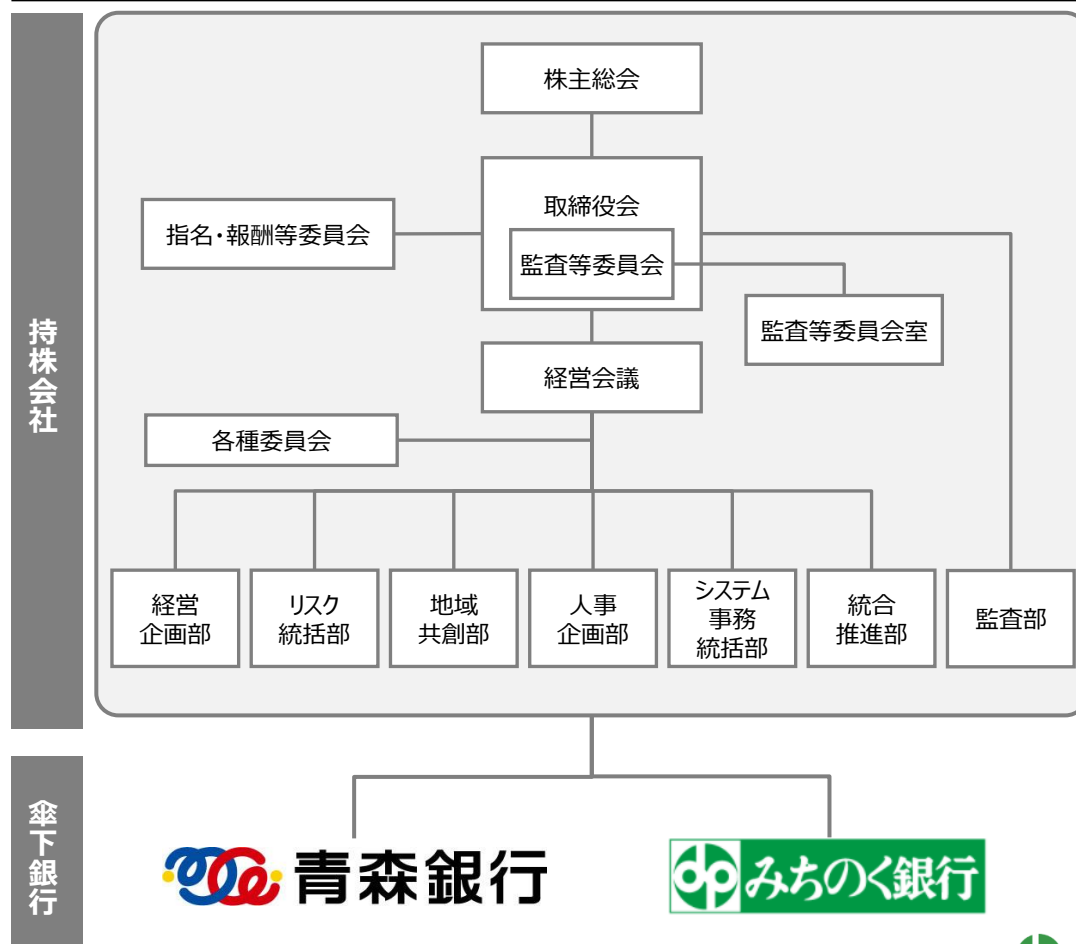 持株会社
株主総会
取締役会
指名・報酬等委員会
監査等委員会
監査等委員会室
経営会議
各種委員会
経営
企画部
リスク
統括部
地域
共創部
人事
企画部
システム
事務
統括部
統合
推進部
監査部
傘下銀行
青森銀行
みちのく銀行